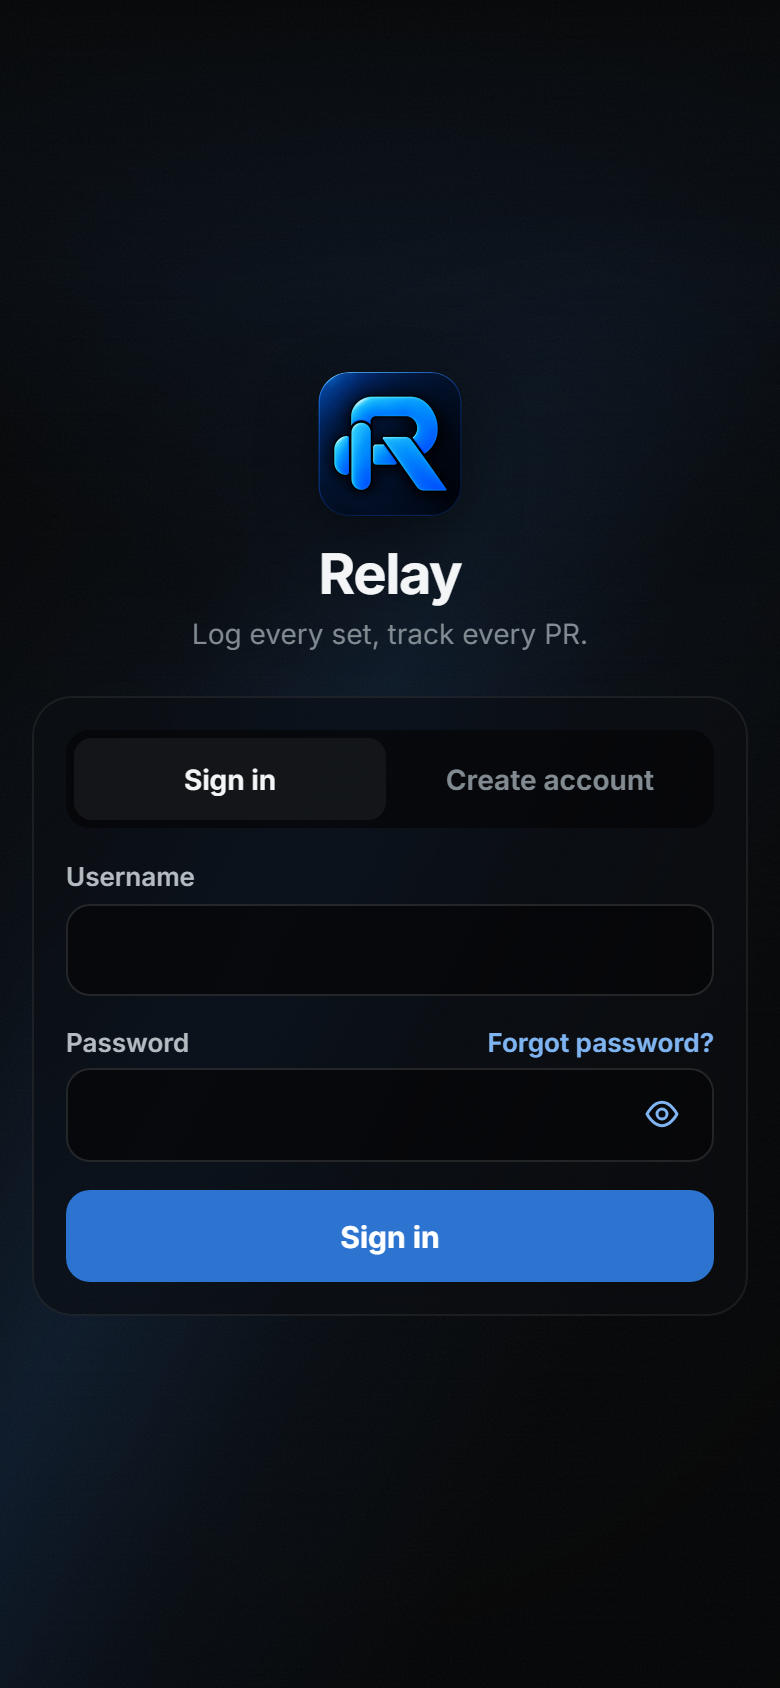 Relay
Log every set, track every PR.
Sign in
Create account
Username
Password
Forgot password?
Sign in